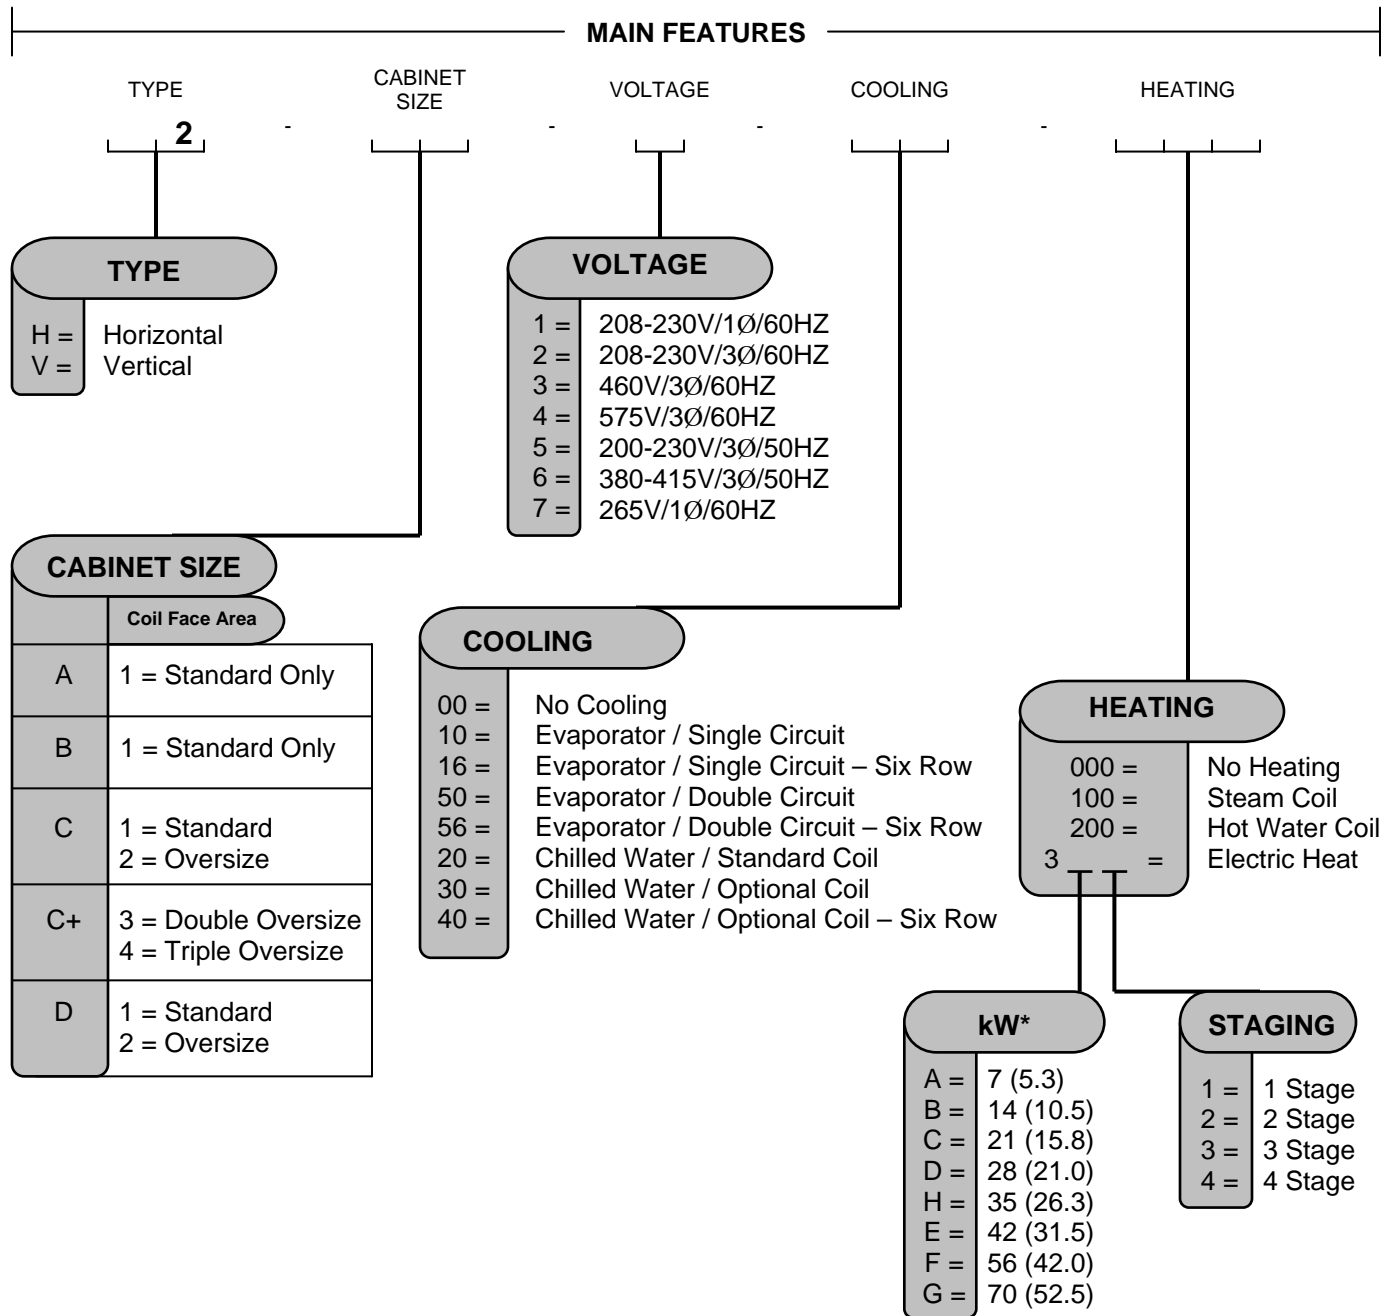 MAIN FEATURES
TYPE
CABINET
SIZE
VOLTAGE
COOLING
HEATING
2 - - - -
TYPE
H = Horizontal
V = Vertical
VOLTAGE
1 = 208-230V/1Ø/60HZ
2 = 208-230V/3Ø/60HZ
3 = 460V/3Ø/60HZ
4 = 575V/3Ø/60HZ
5 = 200-230V/3Ø/50HZ
6 = 380-415V/3Ø/50HZ
7 = 265V/1Ø/60HZ
CABINET SIZE
Coil Face Area
A 1 = Standard Only
B 1 = Standard Only
C 1 = Standard
2 = Oversize
C+ 3 = Double Oversize
4 = Triple Oversize
D 1 = Standard
2 = Oversize
COOLING
00 = No Cooling
10 = Evaporator / Single Circuit
16 = Evaporator / Single Circuit – Six Row
50 = Evaporator / Double Circuit
56 = Evaporator / Double Circuit – Six Row
20 = Chilled Water / Standard Coil
30 = Chilled Water / Optional Coil
40 = Chilled Water / Optional Coil – Six Row
HEATING
000 = No Heating
100 = Steam Coil
200 = Hot Water Coil
3 _ _ = Electric Heat
kW*
A = 7 (5.3)
B = 14 (10.5)
C = 21 (15.8)
D = 28 (21.0)
H = 35 (26.3)
E = 42 (31.5)
F = 56 (42.0)
G = 70 (52.5)
STAGING
1 = 1 Stage
2 = 2 Stage
3 = 3 Stage
4 = 4 Stage